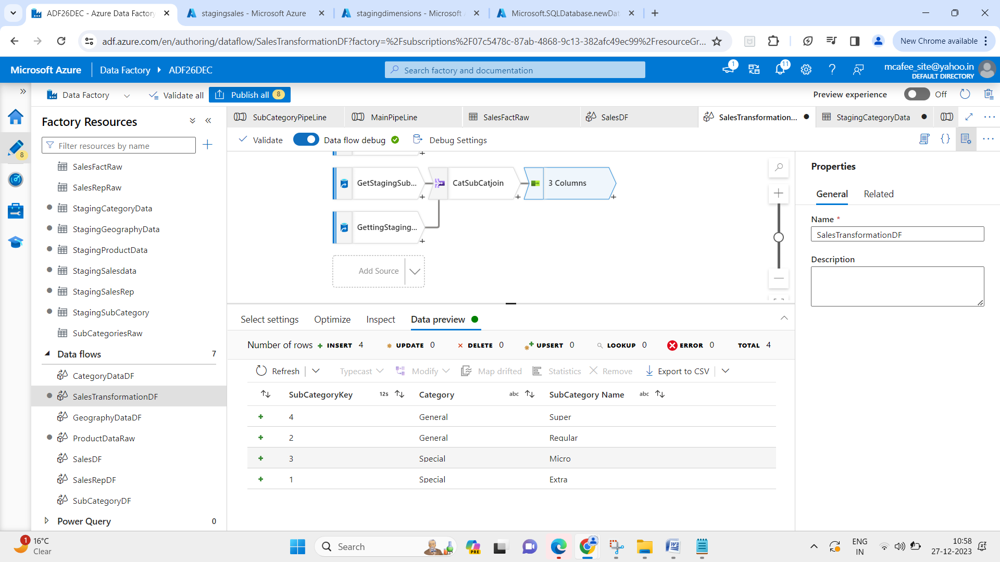 ADF26DEC - Azure Data Factory
stagingsales - Microsoft Azure
stagingdimensions - Microsoft A
Microsoft.SQLDatabase.newDat
adf.azure.com/en/authoring/dataflow/SalesTransformationDF?factory=%2Fsubscriptions%2F07c5478c-87ab-4868-9c13-382afc49ec99%2FresourceGr...
New Chrome available
Microsoft Azure
Data Factory
ADF26DEC
Search factory and documentation
1
11
mcafee_site@yahoo.in
DEFAULT DIRECTORY
Data Factory
Validate all
Publish all 8
Preview experience
Off
8
Factory Resources
Filter resources by name
SalesFactRaw
SalesRepRaw
StagingCategoryData
StagingGeographyData
StagingProductData
StagingSalesdata
StagingSalesRep
StagingSubCategory
SubCategoriesRaw
Data flows 7
CategoryDataDF
SalesTransformationDF
GeographyDataDF
ProductDataRaw
SalesDF
SalesRepDF
SubCategoryDF
Power Query 0
SubCategoryPipeLine
MainPipeLine
SalesFactRaw
SalesDF
SalesTransformation...
StagingCategoryData
Validate
Data flow debug
Debug Settings
GetStagingSub...
CatSubCatjoin
3 Columns
GettingStaging...
Add Source
Select settings
Optimize
Inspect
Data preview
Number of rows
INSERT 4
UPDATE 0
DELETE 0
UPSERT 0
LOOKUP 0
ERROR 0
TOTAL 4
Refresh
Typecast
Modify
Map drifted
Statistics
Remove
Export to CSV
SubCategoryKey 12s
Category abc
SubCategory Name abc
4 General Super
2 General Regular
3 Special Micro
1 Special Extra
Properties
General
Related
Name *
SalesTransformationDF
Description
1
16°C
Clear
Search
PRE
ENG
IN
10:58
27-12-2023